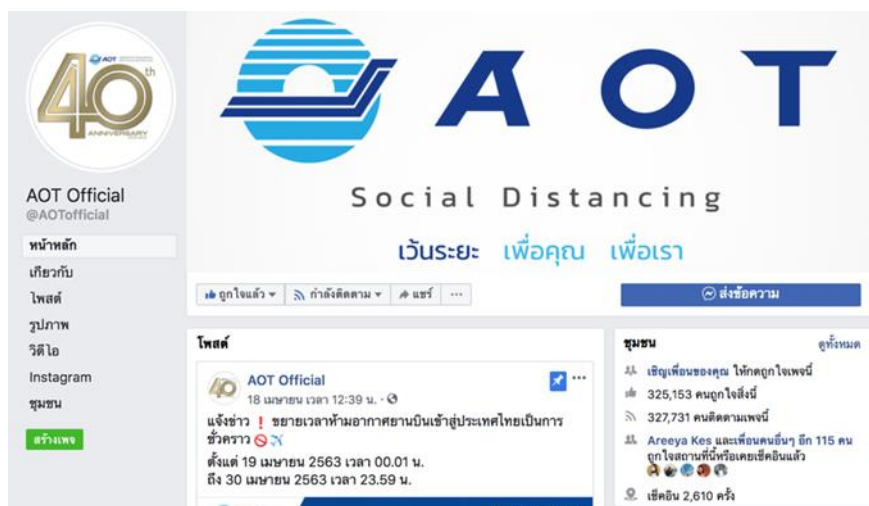 AOT
40th
ANNIVERSARY
AOT
Social Distancing
เว้นระยะ เพื่อคุณ เพื่อเรา
AOT Official
@AOTofficial
หน้าหลัก
เกี่ยวกับ
โพสต์
รูปภาพ
วิดีโอ
Instagram
ชุมชน
สร้างเพจ
ถูกใจแล้ว กำลังติดตาม แชร์ ...
ส่งข้อความ
โพสต์
AOT Official
18 เมษายน เวลา 12:39 น. ·
แจ้งข่าว ❗ ขยายเวลาห้ามอากาศยานบินเข้าสู่ประเทศไทยเป็นการ
ชั่วคราว 🚫✈️
ตั้งแต่ 19 เมษายน 2563 เวลา 00.01 น.
ถึง 30 เมษายน 2563 เวลา 23.59 น.
ชุมชน ดูทั้งหมด
เชิญเพื่อนของคุณ ให้กดถูกใจเพจนี้
325,153 คนถูกใจสิ่งนี้
327,731 คนติดตามเพจนี้
Areeya Kes และเพื่อนคนอื่นๆ อีก 115 คน
ถูกใจสถานที่นี้หรือเคยเช็คอินแล้ว
เช็คอิน 2,610 ครั้ง